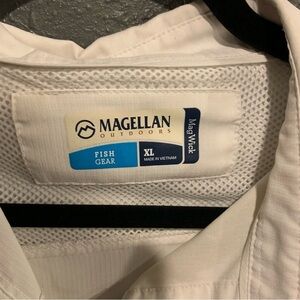 MAGELLAN
OUTDOORS
FISH
GEAR
XL
MADE IN VIETNAM
MagWick